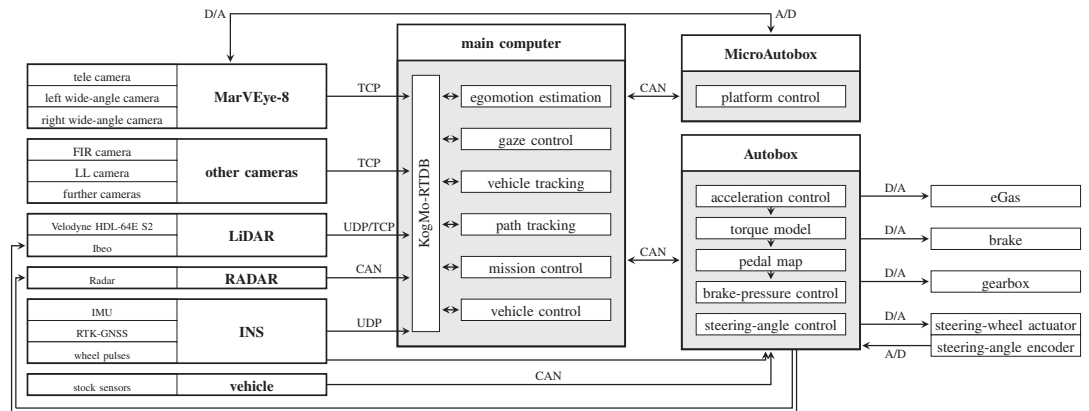 D/A
A/D
main computer
MicroAutobox
platform control
tele camera
left wide-angle camera
right wide-angle camera
MarVEye-8
TCP
CAN
KogMo-RTDB
egomotion estimation
gaze control
vehicle tracking
path tracking
mission control
vehicle control
FIR camera
LL camera
further cameras
other cameras
TCP
Velodyne HDL-64E S2
Ibeo
LiDAR
UDP/TCP
Radar
RADAR
CAN
IMU
RTK-GNSS
wheel pulses
INS
UDP
stock sensors
vehicle
CAN
CAN
Autobox
acceleration control
torque model
pedal map
brake-pressure control
steering-angle control
D/A
eGas
D/A
brake
D/A
gearbox
D/A
steering-wheel actuator
A/D
steering-angle encoder